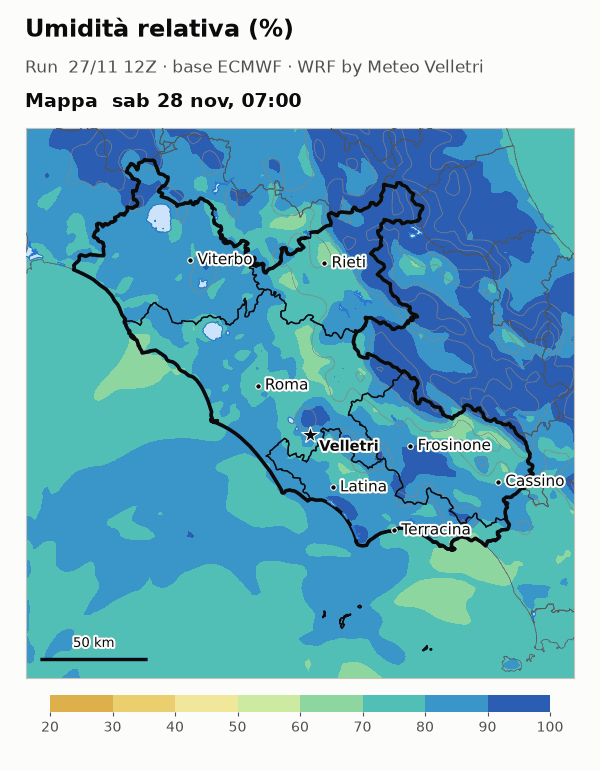 Umidità relativa (%)
Run  27/11 12Z · base ECMWF · WRF by Meteo Velletri
Mappa  sab 28 nov, 07:00
Viterbo
Rieti
Roma
Velletri
Frosinone
Cassino
Latina
Terracina
50 km
20 30 40 50 60 70 80 90 100